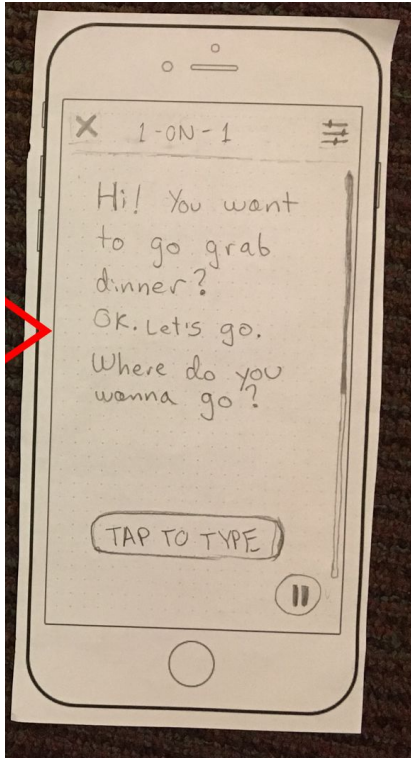 1-ON-1
Hi! You want
to go grab
dinner?
OK. Let's go.
Where do you
wanna go?
TAP TO TYPE